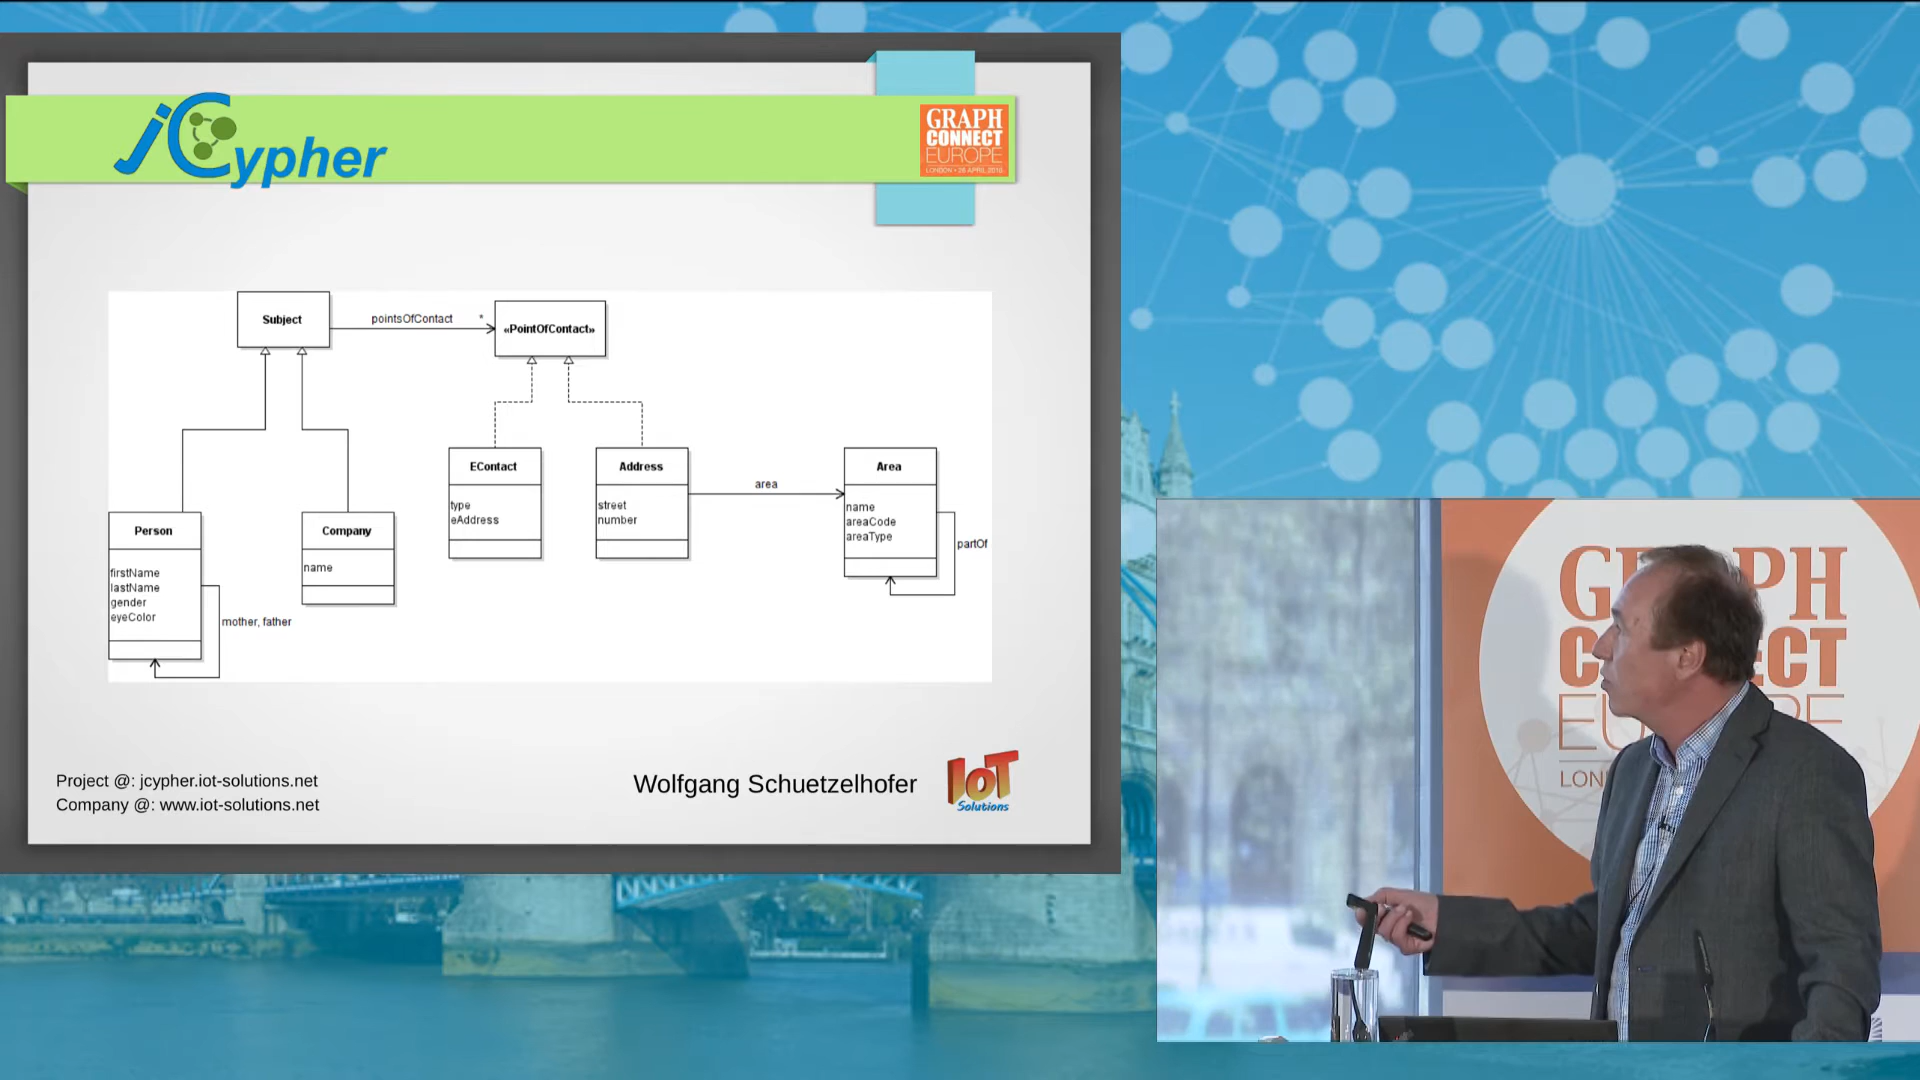 jCypher
GRAPH
CONNECT
EUROPE
LONDON • 26 APRIL, 2016
Subject
pointsOfContact
*
«PointOfContact»
EContact
type
eAddress
Address
street
number
area
Area
name
areaCode
areaType
partOf
Person
firstName
lastName
gender
eyeColor
mother, father
Company
name
Project @: jcypher.iot-solutions.net
Company @: www.iot-solutions.net
Wolfgang Schuetzelhofer
IoT
Solutions